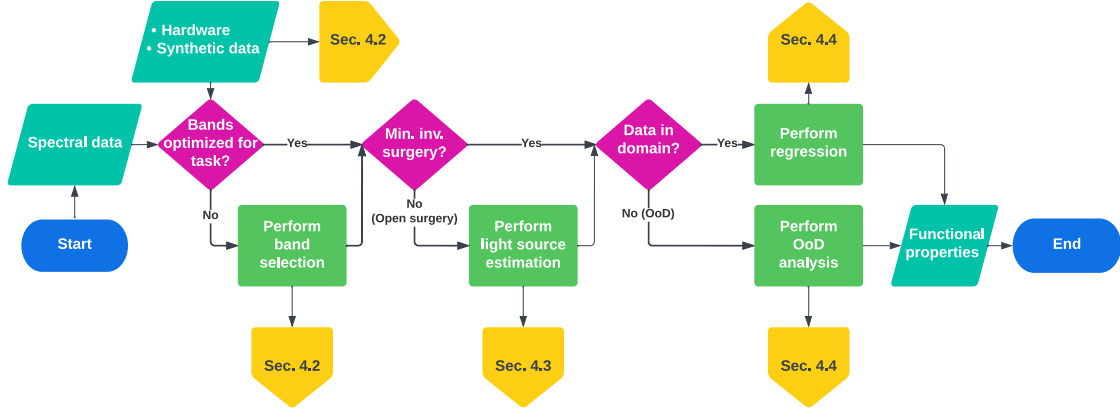 • Hardware
• Synthetic data
Sec. 4.2
Sec. 4.4
Spectral data
Bands
optimized for
task?
Yes
Min. inv.
surgery?
Yes
Data in
domain?
Yes
Perform
regression
No
No
(Open surgery)
No (OoD)
Start
Perform
band
selection
Perform
light source
estimation
Perform
OoD
analysis
Functional
properties
End
Sec. 4.2
Sec. 4.3
Sec. 4.4